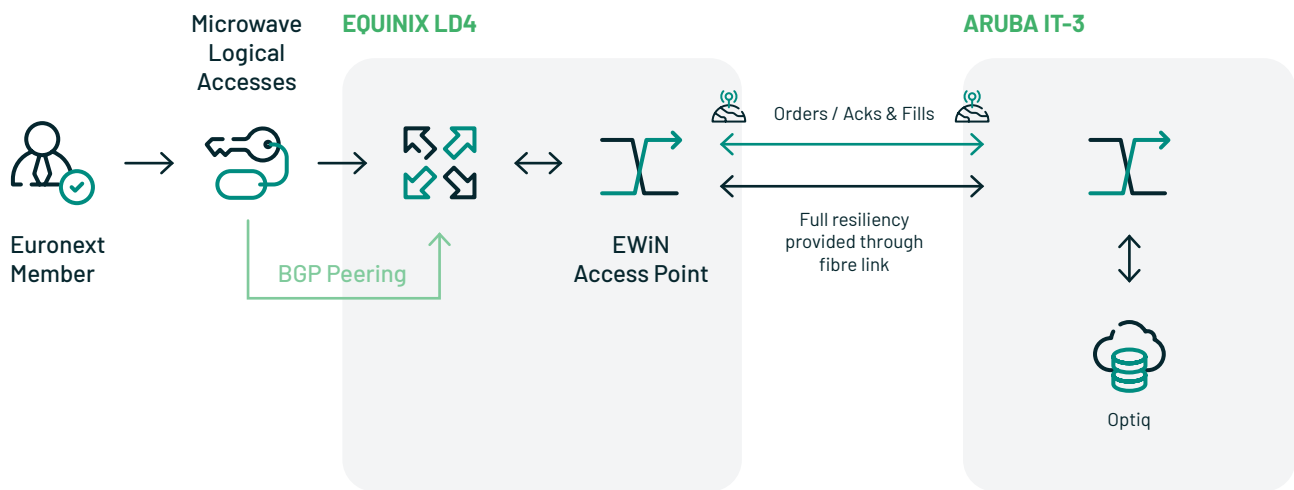 Microwave
Logical
Accesses
EQUINIX LD4
ARUBA IT-3
Orders / Acks & Fills
Euronext
Member
BGP Peering
EWiN
Access Point
Full resiliency
provided through
fibre link
Optiq